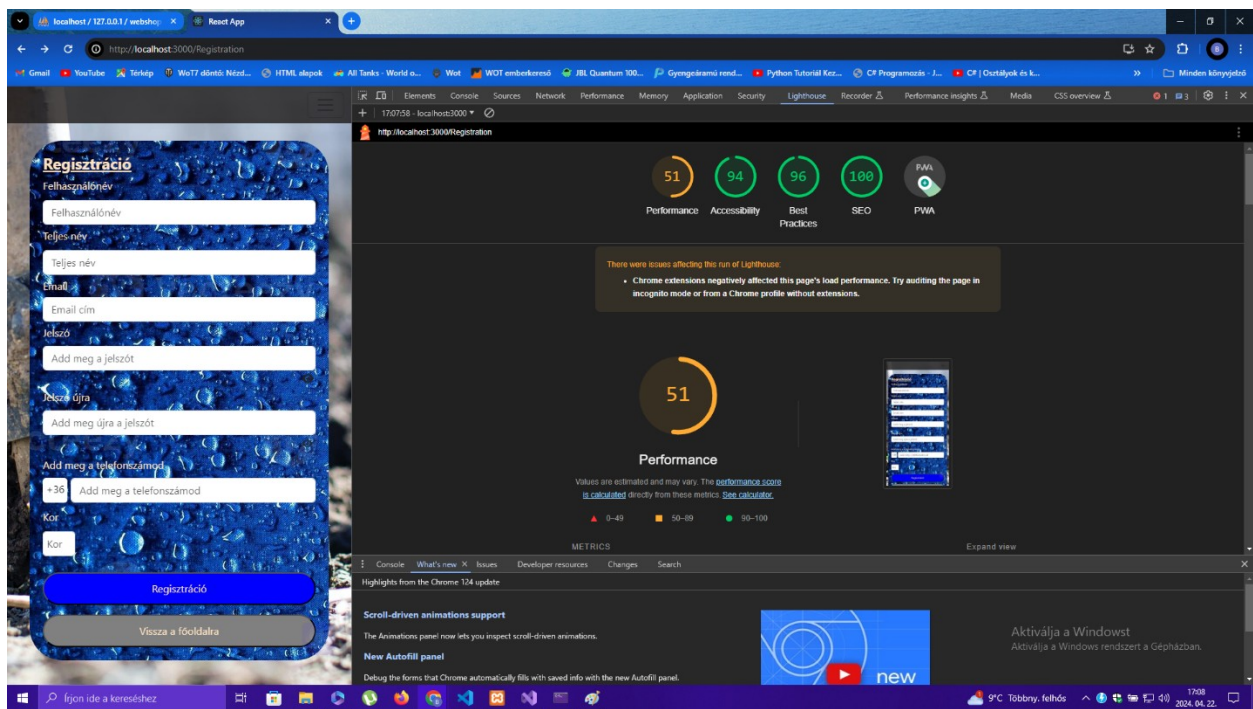 localhost / 127.0.0.1 / webshop
React App
http://localhost:3000/Registration
Gmail YouTube Térkép WoT7 döntő: Nézd... HTML alapok All Tanks - World o... Wot WOT emberkereső JBL Quantum 100... Gyengeáramú rend... Python Tutoriál Kez... C# Programozás - J... C# | Osztályok és k... » Minden könyvjelző
Elements Console Sources Network Performance Memory Application Security Lighthouse Recorder Performance insights Media CSS overview 1 3
17:07:58 - localhost:3000
http://localhost:3000/Registration
Regisztráció
Felhasználónév
Felhasználónév
Teljes név
Teljes név
Email
Email cím
Jelszó
Add meg a jelszót
Jelszó újra
Add meg újra a jelszót
Add meg a telefonszámod
+36 Add meg a telefonszámod
Kor
Kor
Regisztráció
Vissza a főoldalra
51 94 96 100 PWA
Performance Accessibility Best Practices SEO PWA
There were issues affecting this run of Lighthouse:
• Chrome extensions negatively affected this page's load performance. Try auditing the page in
incognito mode or from a Chrome profile without extensions.
51
Performance
Values are estimated and may vary. The performance score
is calculated directly from these metrics. See calculator.
0–49 50–89 90–100
METRICS Expand view
Console What's new Issues Developer resources Changes Search
Highlights from the Chrome 124 update
Scroll-driven animations support
The Animations panel now lets you inspect scroll-driven animations.
New Autofill panel
Debug the forms that Chrome automatically fills with saved info with the new Autofill panel.
new
Aktiválja a Windowst
Aktiválja a Windows rendszert a Gépházban.
Írjon ide a kereséshez
9°C Többny. felhős
17:08
2024. 04. 22.